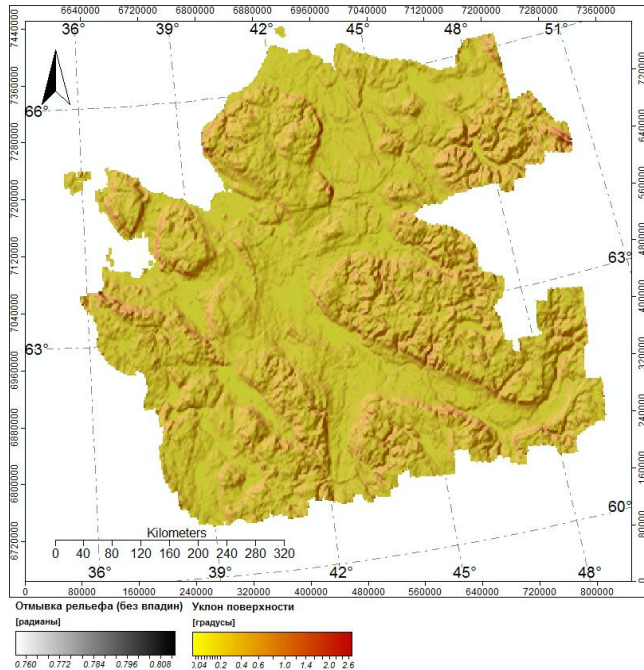 6640000 6720000 6800000 6880000 6960000 7040000 7120000 7200000 7280000 7360000
36° 39° 42° 45° 48° 51°
7440000 7360000 7280000 7200000 7120000 7040000 6960000 6880000 6800000 6720000
66°
63°
720000 640000 560000 480000 400000 320000 240000 160000 80000 0
63°
60°
Kilometers
0 40 80 120 160 200 240 280 320
36° 39° 42° 45° 48°
0 80000 160000 240000 320000 400000 480000 560000 640000 720000 800000
Отмывка рельефа (без впадин) Уклон поверхности
[радианы] [градусы]
0.760 0.772 0.784 0.796 0.808 0.04 0.2 0.4 0.6 1.0 1.4 2.0 2.6